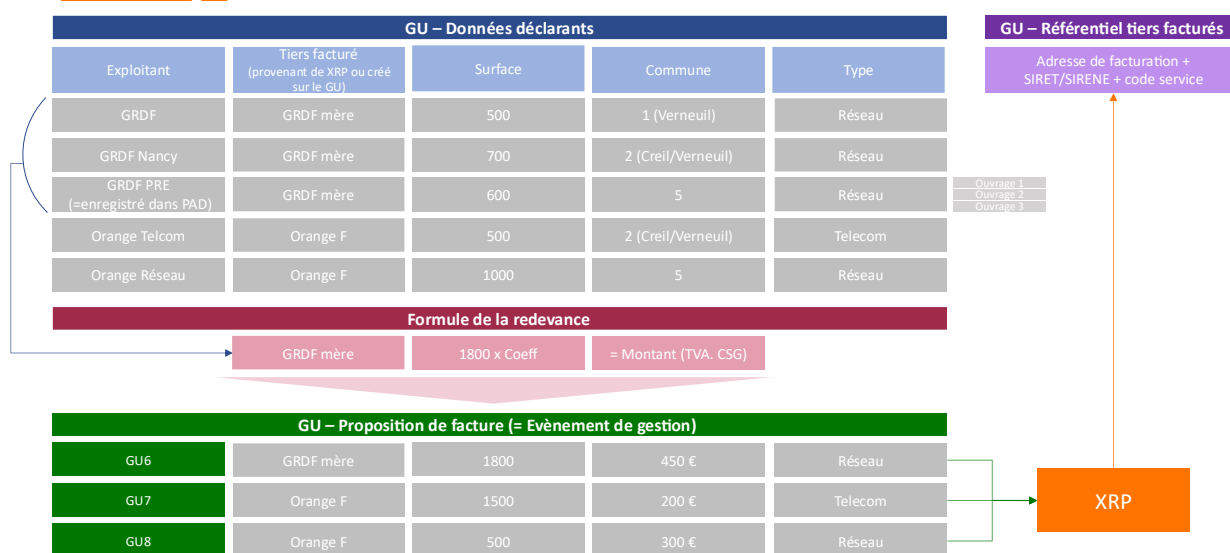 GU – Données déclarants
GU – Référentiel tiers facturés
Exploitant
Tiers facturé
(provenant de XRP ou créé
sur le GU)
Surface
Commune
Type
Adresse de facturation +
SIRET/SIRENE + code service
GRDF
GRDF mère
500
1 (Verneuil)
Réseau
GRDF Nancy
GRDF mère
700
2 (Creil/Verneuil)
Réseau
GRDF PRE
(=enregistré dans PAD)
GRDF mère
600
5
Réseau
Ouvrage 1
Ouvrage 2
Ouvrage 3
Orange Telcom
Orange F
500
2 (Creil/Verneuil)
Telecom
Orange Réseau
Orange F
1000
5
Réseau
Formule de la redevance
GRDF mère
1800 x Coeff
= Montant (TVA. CSG)
GU – Proposition de facture (= Evènement de gestion)
GU6
GRDF mère
1800
450 €
Réseau
GU7
Orange F
1500
200 €
Telecom
XRP
GU8
Orange F
500
300 €
Réseau